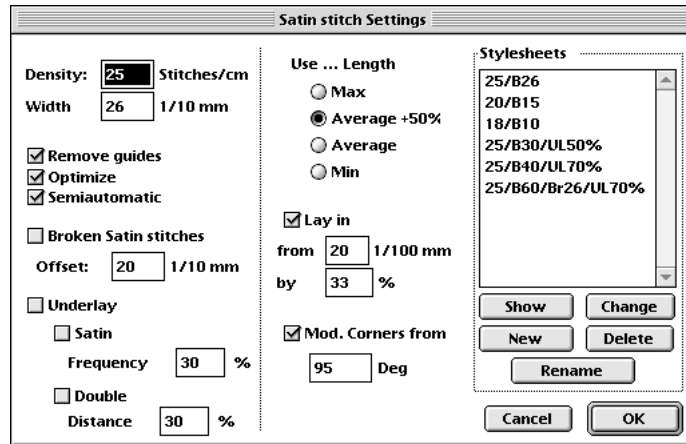 Satin stitch Settings
Density: 25 Stitches/cm
Width 26 1/10 mm
Remove guides
Optimize
Semiautomatic
Broken Satin stitches
Offset: 20 1/10 mm
Underlay
Satin
Frequency 30 %
Double
Distance 30 %
Use ... Length
Max
Average +50%
Average
Min
Lay in
from 20 1/100 mm
by 33 %
Mod. Corners from
95 Deg
Stylesheets
25/B26
20/B15
18/B10
25/B30/UL50%
25/B40/UL70%
25/B60/Br26/UL70%
Show Change
New Delete
Rename
Cancel OK